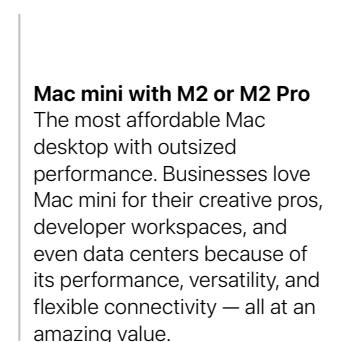 Mac mini with M2 or M2 Pro
The most affordable Mac
desktop with outsized
performance. Businesses love
Mac mini for their creative pros,
developer workspaces, and
even data centers because of
its performance, versatility, and
flexible connectivity — all at an
amazing value.